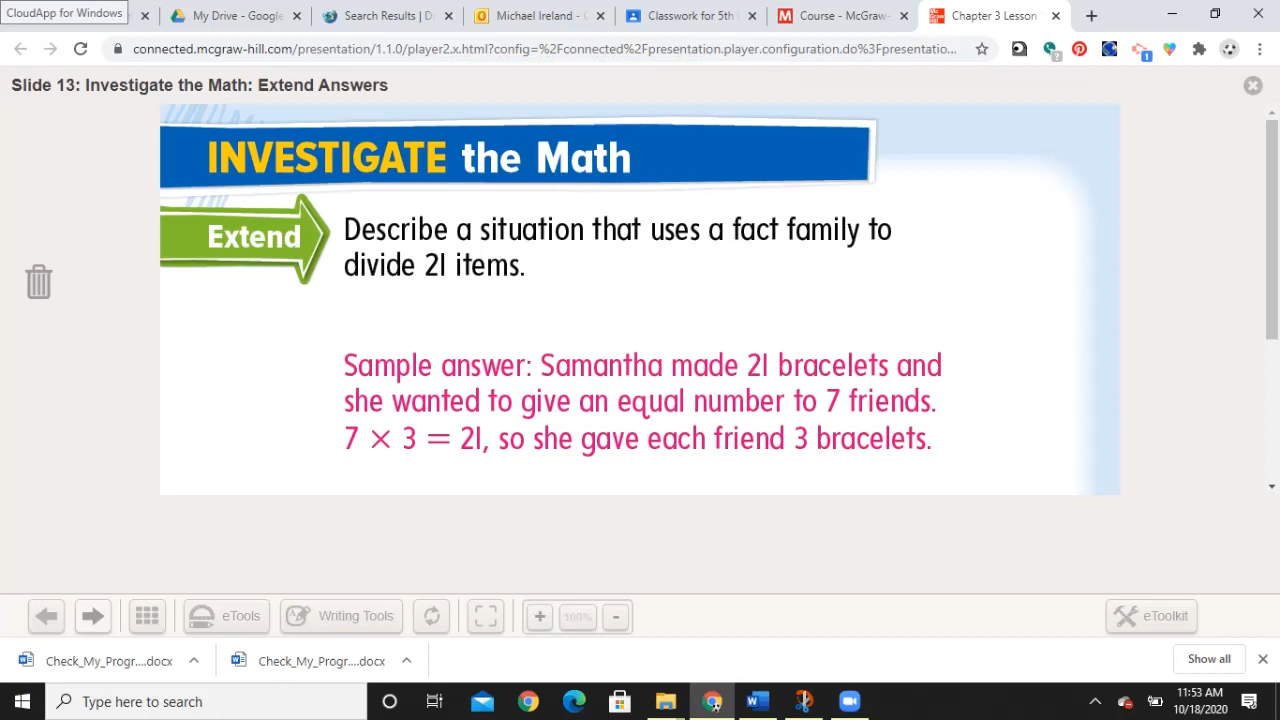 CloudApp for Windows
My Drive - Google
Search Results | D
Michael Ireland -
Classwork for 5th
Course - McGraw-
Chapter 3 Lesson
connected.mcgraw-hill.com/presentation/1.1.0/player2.x.html?config=%2Fconnected%2Fpresentation.player.configuration.do%3Fpresentatio...
Slide 13: Investigate the Math: Extend Answers
INVESTIGATE the Math
Extend
Describe a situation that uses a fact family to
divide 21 items.
Sample answer: Samantha made 21 bracelets and
she wanted to give an equal number to 7 friends.
7 × 3 = 21, so she gave each friend 3 bracelets.
eTools
Writing Tools
+
100%
-
eToolkit
Check_My_Progr....docx
Check_My_Progr....docx
Show all
Type here to search
11:53 AM
10/18/2020